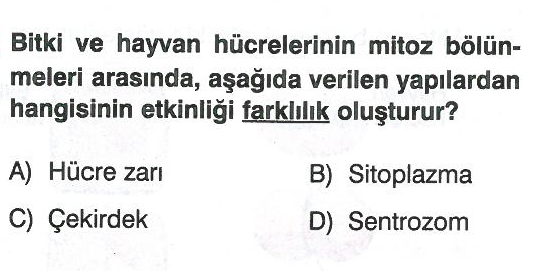 Bitki ve hayvan hücrelerinin mitoz bölün-
meleri arasında, aşağıda verilen yapılardan
hangisinin etkinliği farklılık oluşturur?
A) Hücre zarı B) Sitoplazma
C) Çekirdek D) Sentrozom